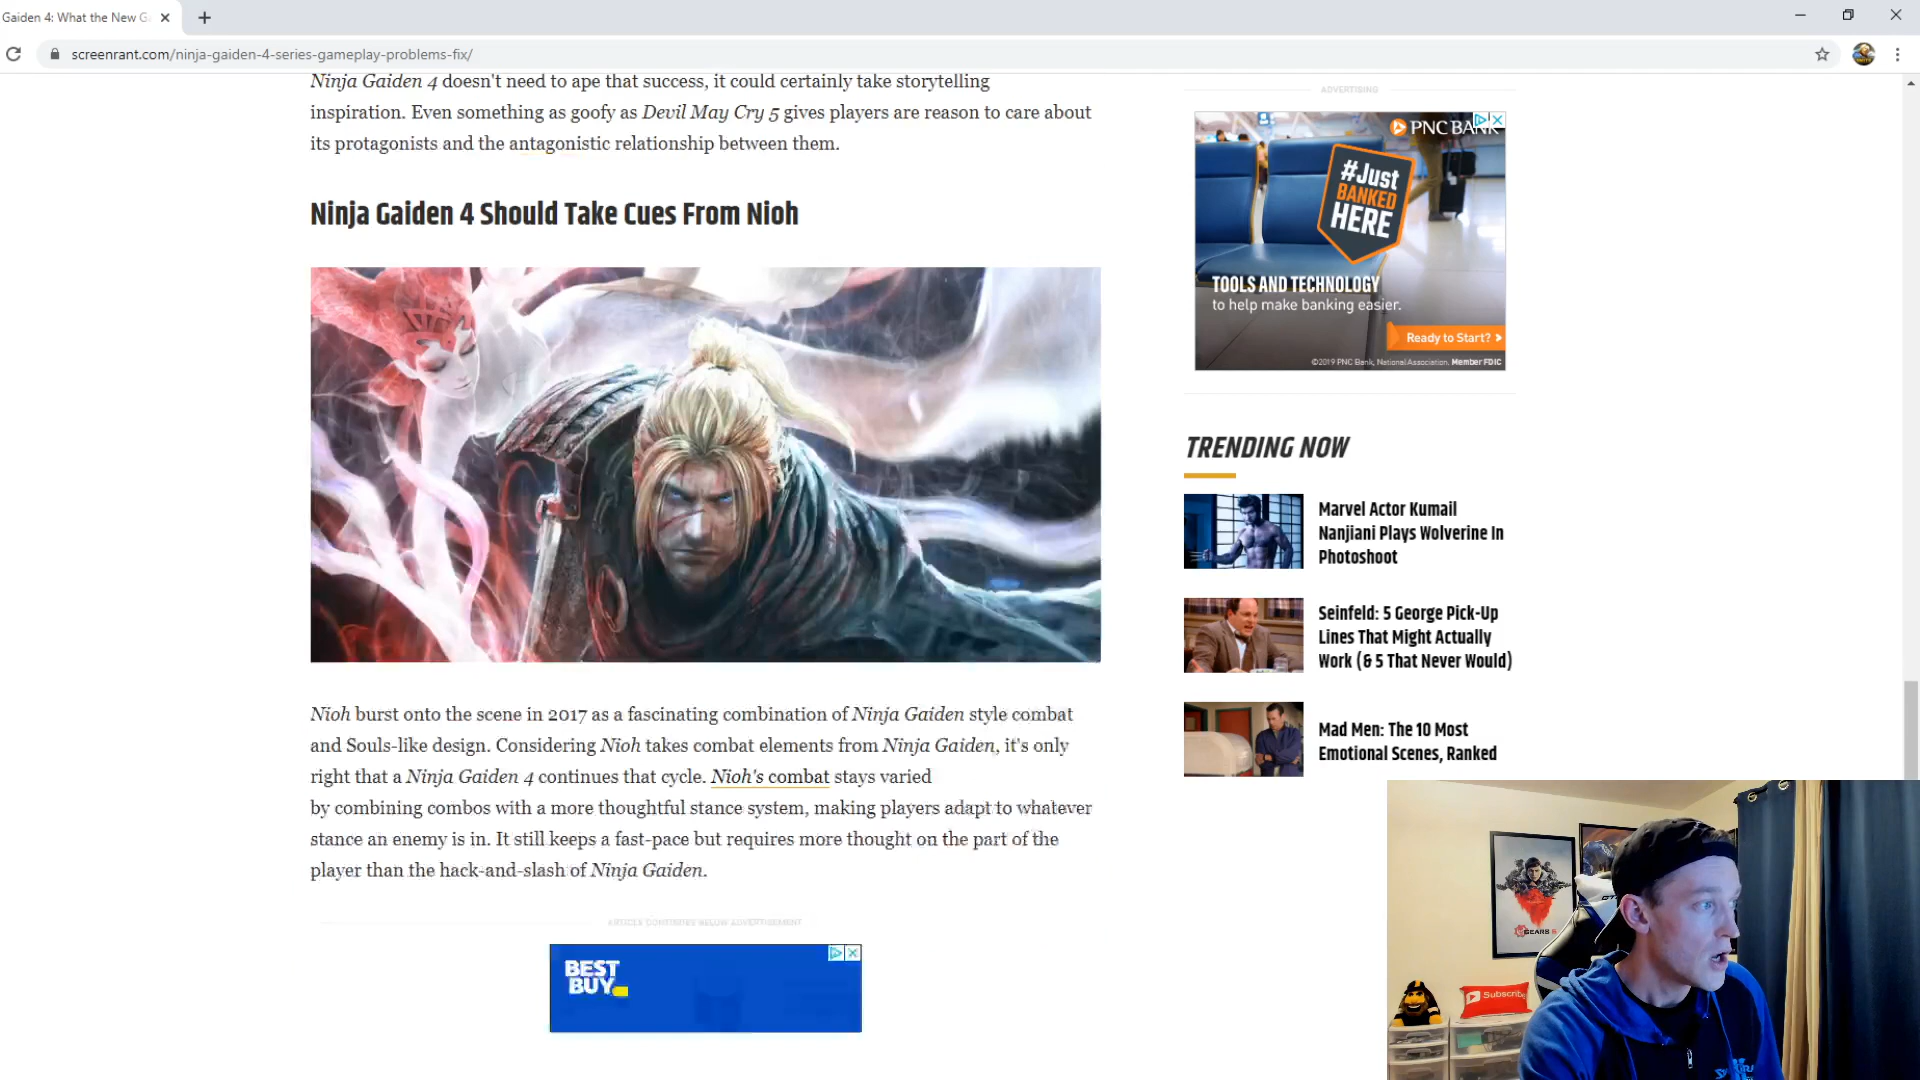 Gaiden 4: What the New G
screenrant.com/ninja-gaiden-4-series-gameplay-problems-fix/
Ninja Gaiden 4 doesn't need to ape that success, it could certainly take storytelling
inspiration. Even something as goofy as Devil May Cry 5 gives players are reason to care about
its protagonists and the antagonistic relationship between them.
Ninja Gaiden 4 Should Take Cues From Nioh
Nioh burst onto the scene in 2017 as a fascinating combination of Ninja Gaiden style combat
and Souls-like design. Considering Nioh takes combat elements from Ninja Gaiden, it's only
right that a Ninja Gaiden 4 continues that cycle. Nioh's combat stays varied
by combining combos with a more thoughtful stance system, making players adapt to whatever
stance an enemy is in. It still keeps a fast-pace but requires more thought on the part of the
player than the hack-and-slash of Ninja Gaiden.
ARTICLE CONTINUES BELOW ADVERTISEMENT
BEST
BUY
ADVERTISING
PNC BANK
#Just
BANKED
HERE
TOOLS AND TECHNOLOGY
to help make banking easier.
Ready to Start? >
©2019 PNC Bank, National Association. Member FDIC
TRENDING NOW
Marvel Actor Kumail
Nanjiani Plays Wolverine In
Photoshoot
Seinfeld: 5 George Pick-Up
Lines That Might Actually
Work (& 5 That Never Would)
Mad Men: The 10 Most
Emotional Scenes, Ranked
GEARS 5
Subscribe